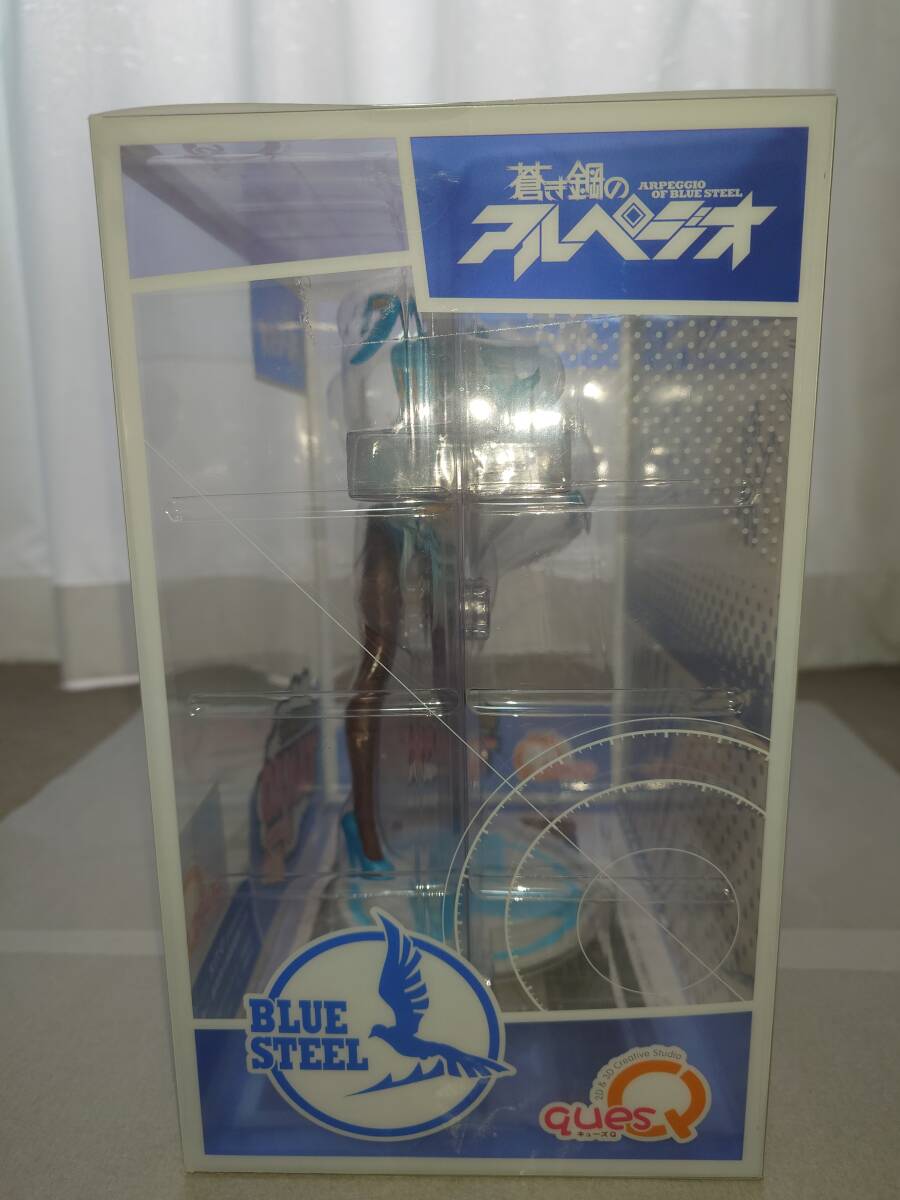 蒼き鋼の
ARPEGGIO
OF BLUE STEEL
アルペジオ
BLUE
STEEL
2D & 3D Creative Studio
quesQ
キューズQ